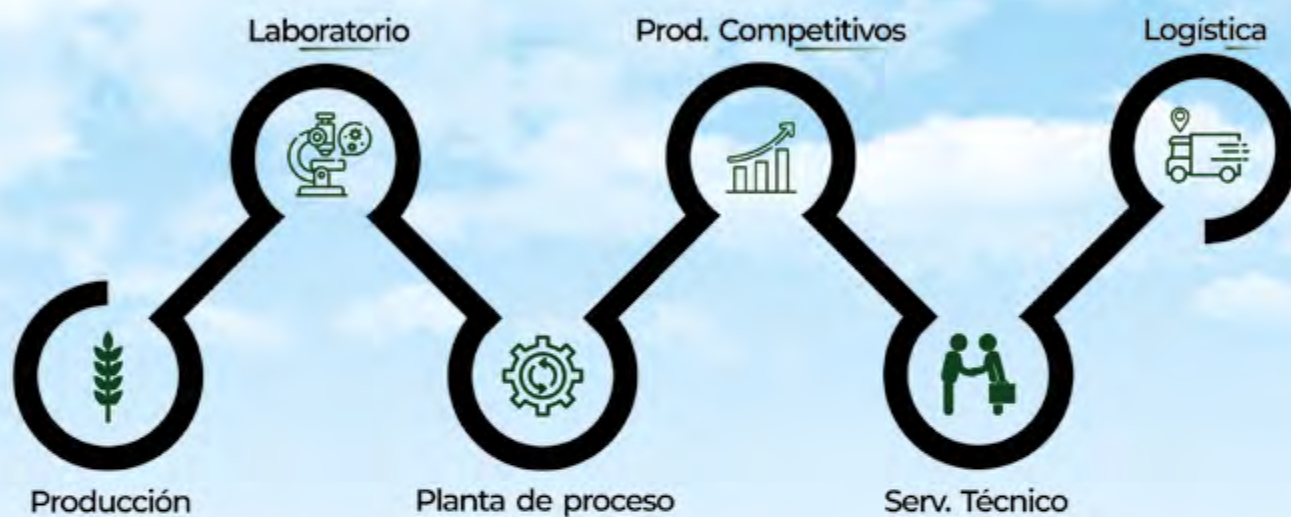 Laboratorio
Prod. Competitivos
Logística
Producción
Planta de proceso
Serv. Técnico